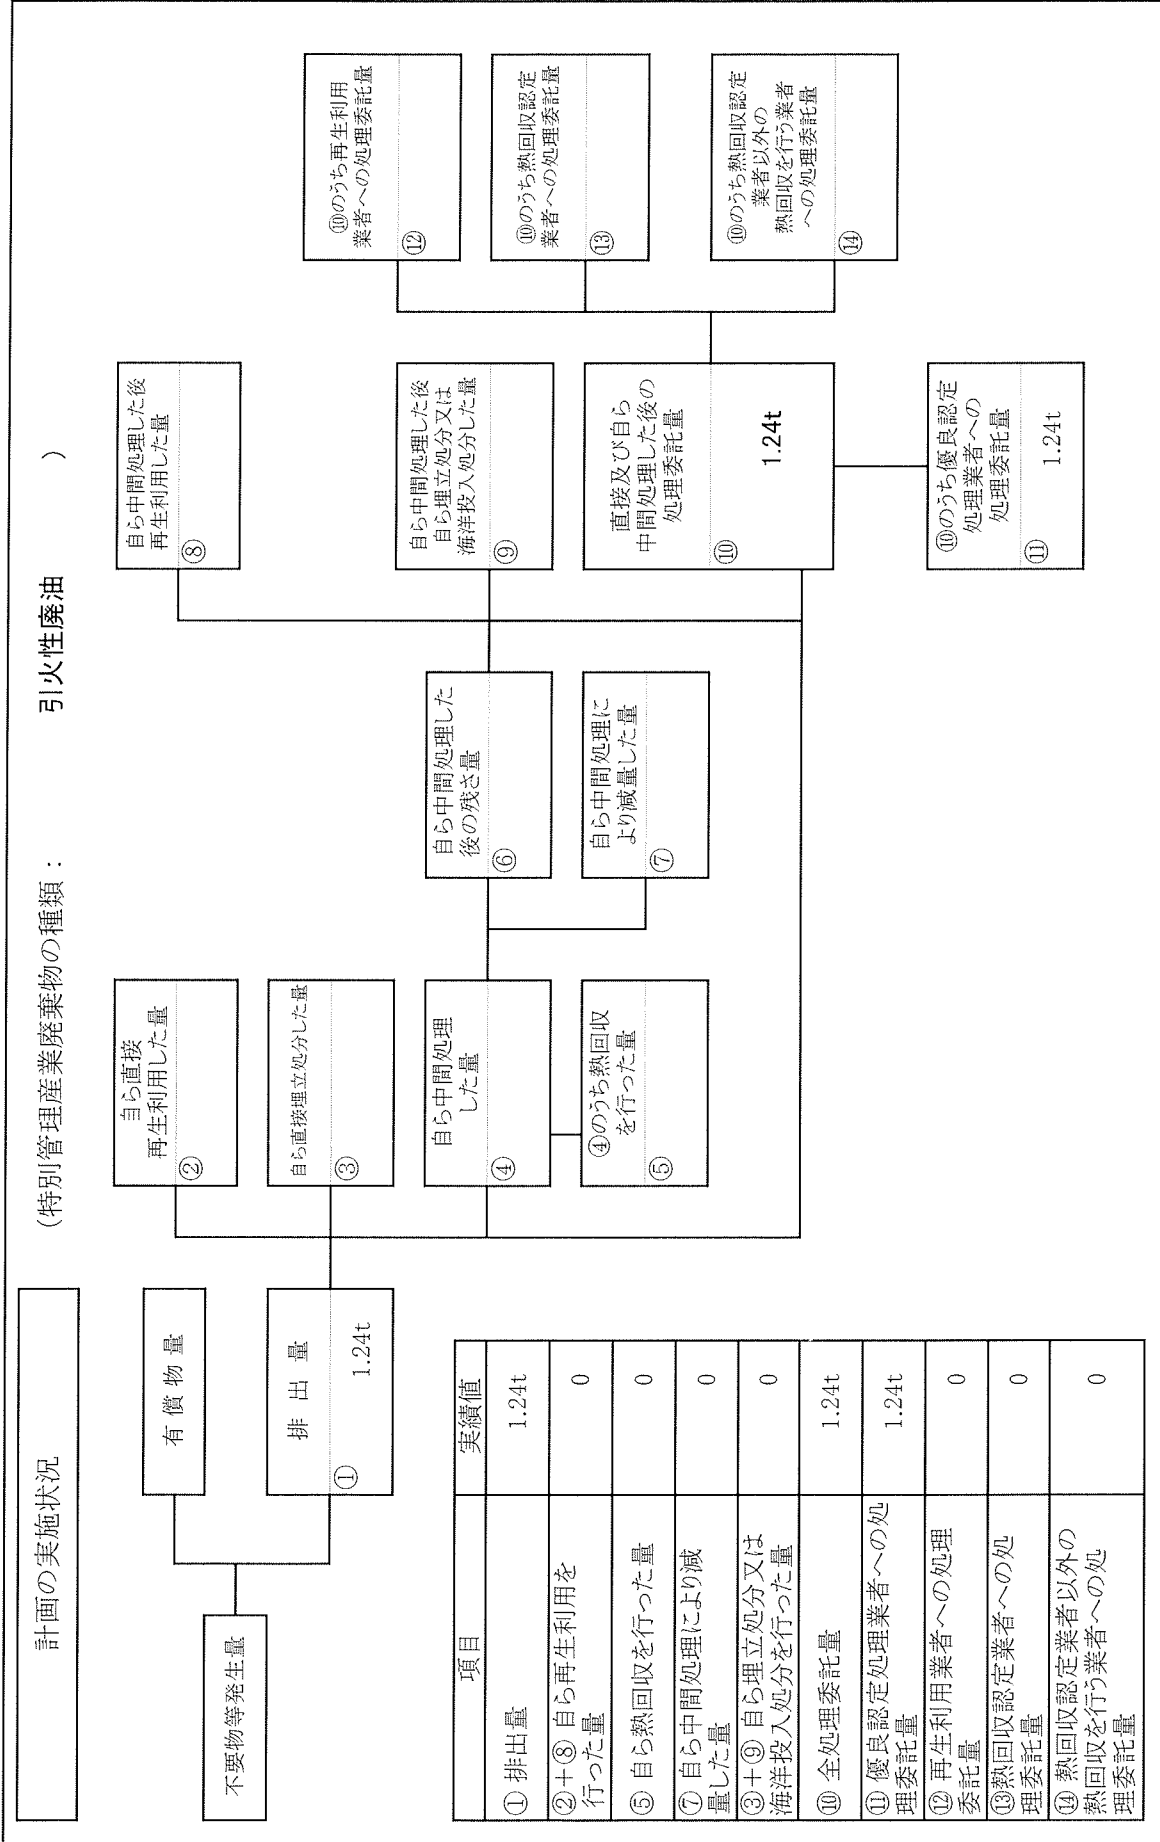 計画の実施状況
(特別管理産業廃棄物の種類： 引火性廃油 )
不要物等発生量
有 償 物 量
排 出 量
①
1.24t
自ら直接
再生利用した量
②
自ら直接埋立処分した量
③
自ら中間処理
した量
④
④のうち熱回収
を行った量
⑤
自ら中間処理した
後の残さ量
⑥
自ら中間処理に
より減量した量
⑦
自ら中間処理した後
再生利用した量
⑧
自ら中間処理した後
自ら埋立処分又は
海洋投入処分した量
⑨
直接及び自ら
中間処理した後の
処理委託量
⑩
1.24t
⑩のうち優良認定
処理業者への
処理委託量
⑪
1.24t
⑩のうち再生利用
業者への処理委託量
⑫
⑩のうち熱回収認定
業者への処理委託量
⑬
⑩のうち熱回収認定
業者以外の
熱回収を行う業者
への処理委託量
⑭
項目 実績値
① 排出量 1.24t
②＋⑧ 自ら再生利用を
行った量 0
⑤ 自ら熱回収を行った量 0
⑦ 自ら中間処理により減
量した量 0
③＋⑨ 自ら埋立処分又は
海洋投入処分を行った量 0
⑩ 全処理委託量 1.24t
⑪ 優良認定処理業者への処
理委託量 1.24t
⑫ 再生利用業者への処理
委託量 0
⑬熱回収認定業者への処
理委託量 0
⑭ 熱回収認定業者以外の
熱回収を行う業者への処
理委託量 0